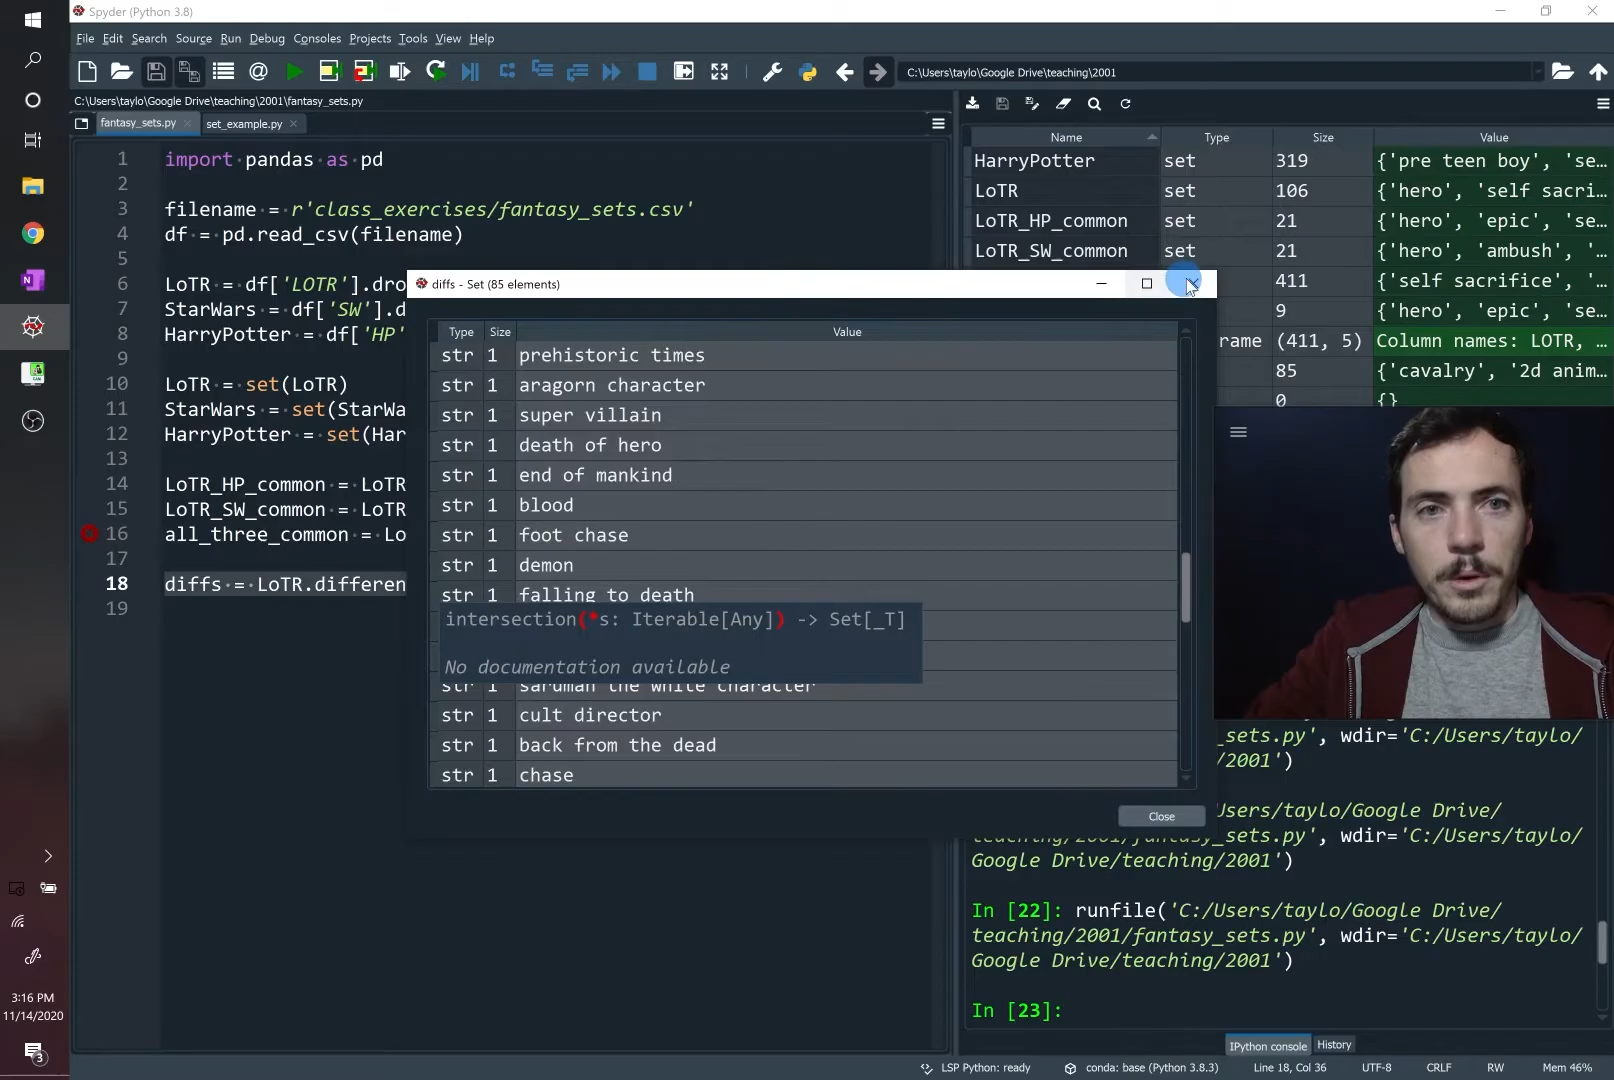 Spyder (Python 3.8)
File Edit Search Source Run Debug Consoles Projects Tools View Help
C:\Users\taylo\Google Drive\teaching\2001
C:\Users\taylo\Google Drive\teaching\2001\fantasy_sets.py
fantasy_sets.py set_example.py
1 import pandas as pd
2
3 filename = r'class_exercises/fantasy_sets.csv'
4 df = pd.read_csv(filename)
5
6 LoTR = df['LOTR'].dro
7 StarWars = df['SW'].d
8 HarryPotter = df['HP'
9
10 LoTR = set(LoTR)
11 StarWars = set(StarWa
12 HarryPotter = set(Har
13
14 LoTR_HP_common = LoTR
15 LoTR_SW_common = LoTR
16 all_three_common = Lo
17
18 diffs = LoTR.differen
19
Name Type Size Value
HarryPotter set 319 {'pre teen boy', 'se…
LoTR set 106 {'hero', 'self sacri…
LoTR_HP_common set 21 {'hero', 'epic', 'se…
LoTR_SW_common set 21 {'hero', 'ambush', '…
411 {'self sacrifice', '…
9 {'hero', 'epic', 'se…
rame (411, 5) Column names: LOTR, …
85 {'cavalry', '2d anim…
0 {}
diffs - Set (85 elements)
Type Size Value
str 1 prehistoric times
str 1 aragorn character
str 1 super villain
str 1 death of hero
str 1 end of mankind
str 1 blood
str 1 foot chase
str 1 demon
str 1 falling to death
intersection(*s: Iterable[Any]) -> Set[_T]
No documentation available
str 1 saruman the white character
str 1 cult director
str 1 back from the dead
str 1 chase
Close
_sets.py', wdir='C:/Users/taylo/
/2001')
Users/taylo/Google Drive/
teaching/2001/fantasy_sets.py', wdir='C:/Users/taylo/
Google Drive/teaching/2001')
In [22]: runfile('C:/Users/taylo/Google Drive/
teaching/2001/fantasy_sets.py', wdir='C:/Users/taylo/
Google Drive/teaching/2001')
In [23]:
IPython console History
LSP Python: ready conda: base (Python 3.8.3) Line 18, Col 36 UTF-8 CRLF RW Mem 46%
3:16 PM
11/14/2020
3